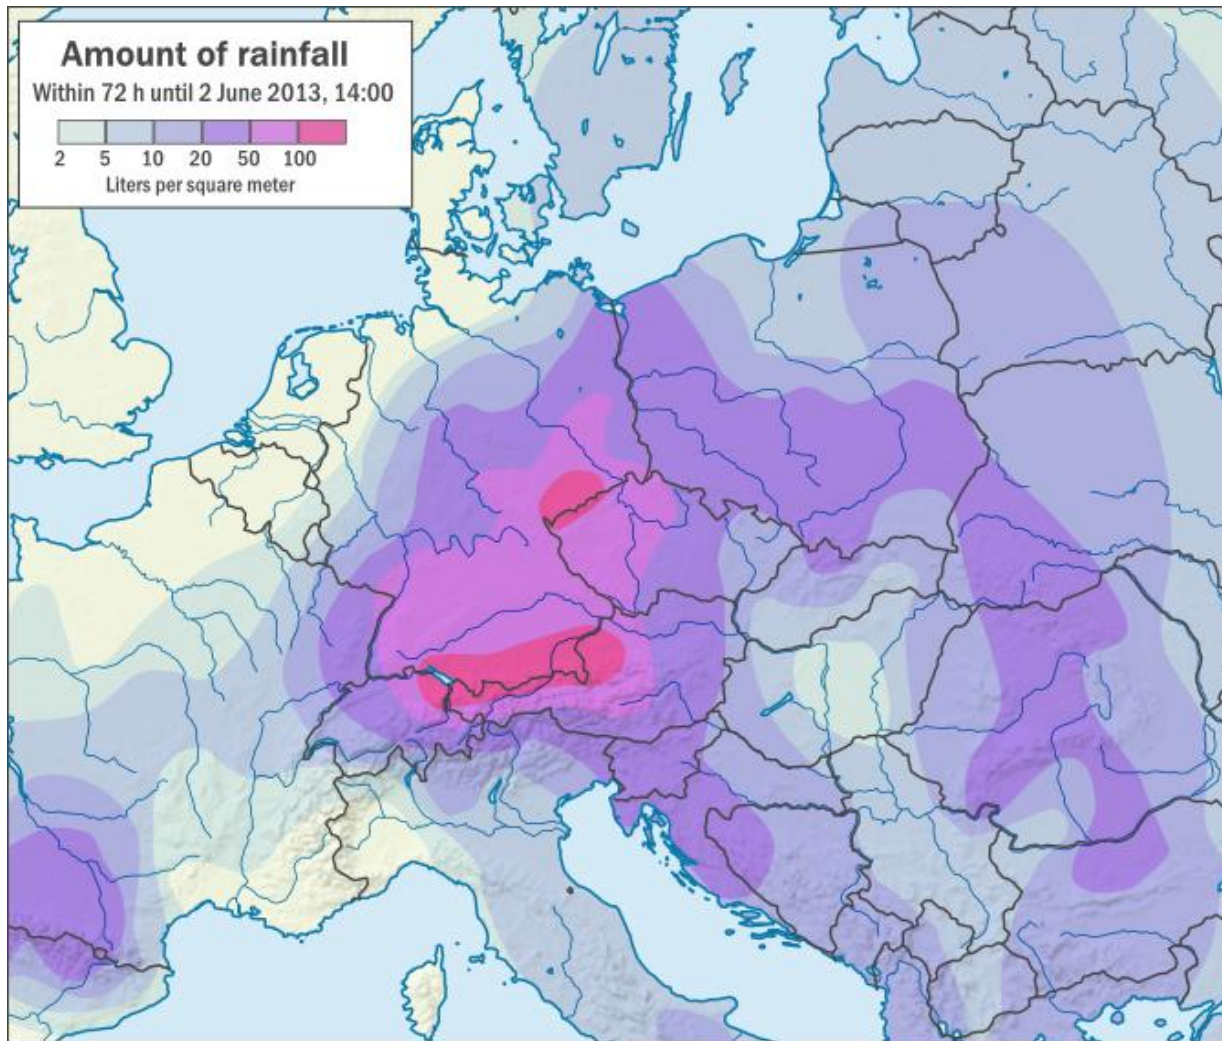 Amount of rainfall
Within 72 h until 2 June 2013, 14:00
2 5 10 20 50 100
Liters per square meter